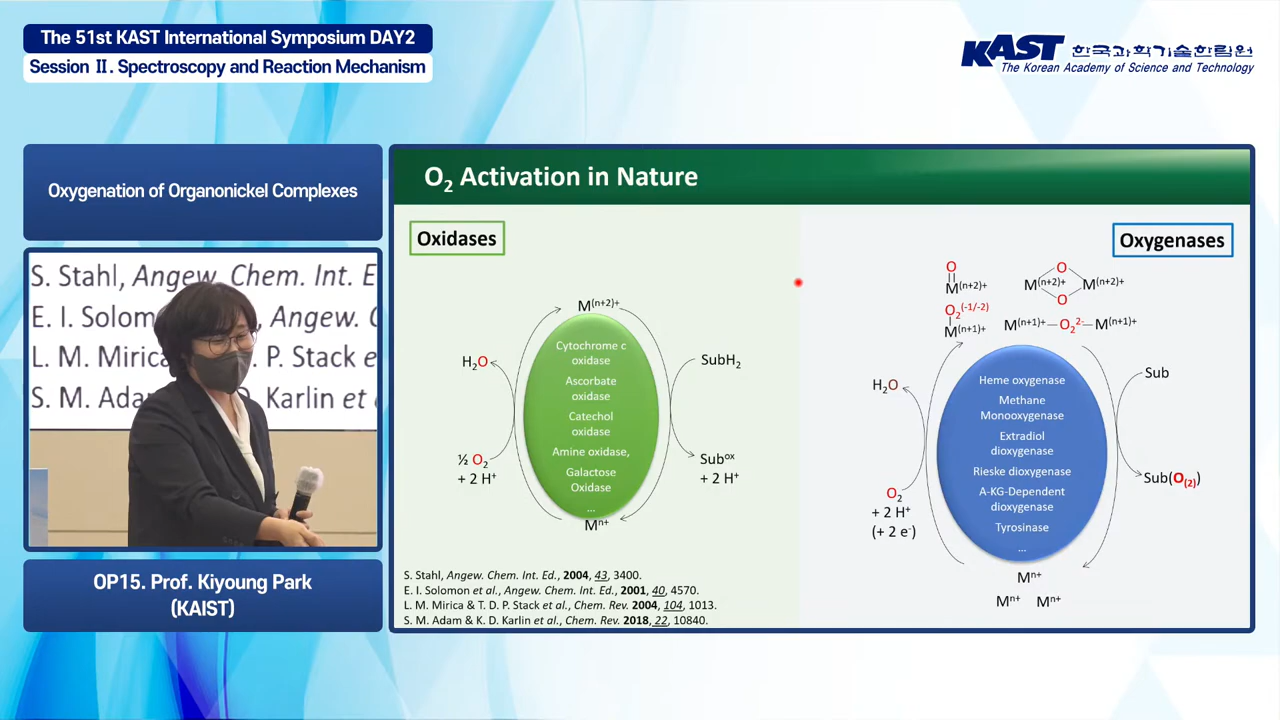 The 51st KAST International Symposium DAY2
Session Ⅱ. Spectroscopy and Reaction Mechanism
KAST 한국과학기술한림원
The Korean Academy of Science and Technology
Oxygenation of Organonickel Complexes
S. Stahl, Angew. Chem. Int. E
E. I. Solom , Angew. C
L. M. Mirica P. Stack e
S. M. Ada D. Karlin et
OP15. Prof. Kiyoung Park
(KAIST)
O₂ Activation in Nature
Oxidases
M⁽ⁿ⁺²⁾⁺
Cytochrome c
oxidase
Ascorbate
oxidase
Catechol
oxidase
Amine oxidase,
Galactose
Oxidase
...
Mⁿ⁺
H₂O
½ O₂
+ 2 H⁺
SubH₂
Subᵒˣ
+ 2 H⁺
S. Stahl, Angew. Chem. Int. Ed., 2004, 43, 3400.
E. I. Solomon et al., Angew. Chem. Int. Ed., 2001, 40, 4570.
L. M. Mirica & T. D. P. Stack et al., Chem. Rev. 2004, 104, 1013.
S. M. Adam & K. D. Karlin et al., Chem. Rev. 2018, 22, 10840.
Oxygenases
O
M⁽ⁿ⁺²⁾⁺
O₂⁽⁻¹ᐟ⁻²⁾
M⁽ⁿ⁺¹⁾⁺
O
M⁽ⁿ⁺²⁾⁺ M⁽ⁿ⁺²⁾⁺
O
M⁽ⁿ⁺¹⁾⁺—O₂²⁻—M⁽ⁿ⁺¹⁾⁺
H₂O
O₂
+ 2 H⁺
(+ 2 e⁻)
Heme oxygenase
Methane
Monooxygenase
Extradiol
dioxygenase
Rieske dioxygenase
A-KG-Dependent
dioxygenase
Tyrosinase
...
Sub
Sub(O₍₂₎)
Mⁿ⁺
Mⁿ⁺ Mⁿ⁺